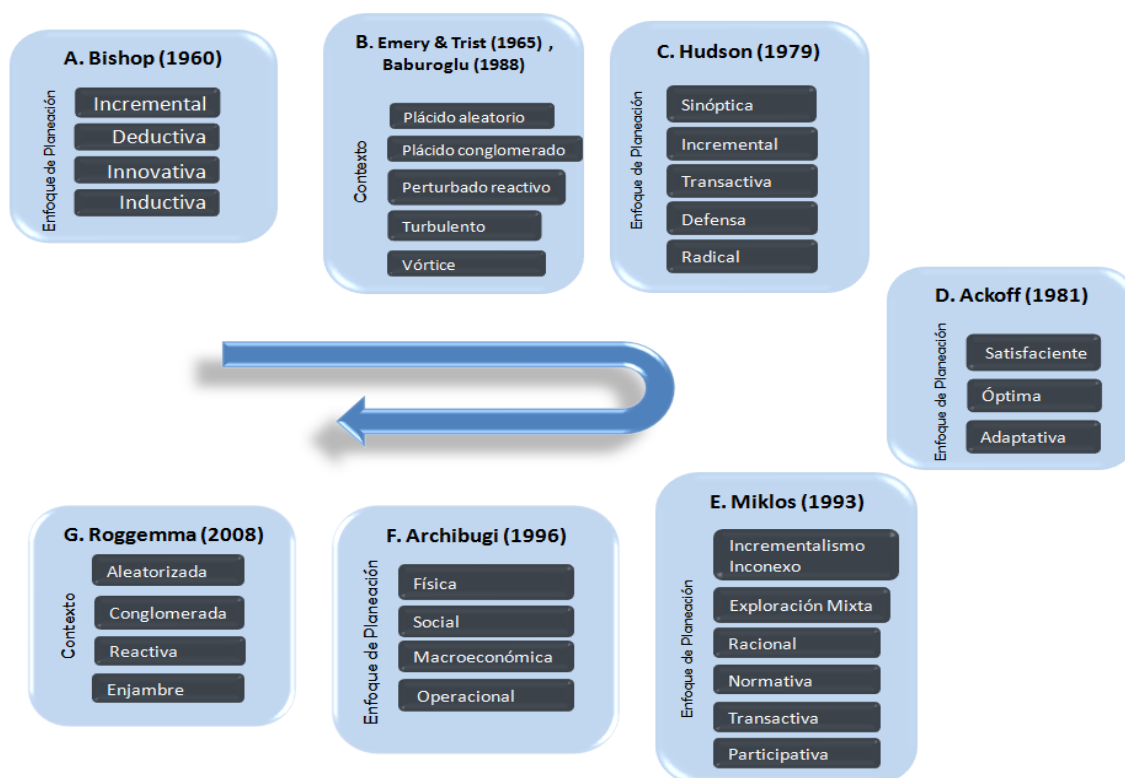 A. Bishop (1960)
Enfoque de Planeación
Incremental
Deductiva
Innovativa
Inductiva
B. Emery & Trist (1965) ,
Baburoglu (1988)
Contexto
Plácido aleatorio
Plácido conglomerado
Perturbado reactivo
Turbulento
Vórtice
C. Hudson (1979)
Enfoque de Planeación
Sinóptica
Incremental
Transactiva
Defensa
Radical
D. Ackoff (1981)
Enfoque de Planeación
Satisfaciente
Óptima
Adaptativa
E. Miklos (1993)
Enfoque de Planeación
Incrementalismo
Inconexo
Exploración Mixta
Racional
Normativa
Transactiva
Participativa
F. Archibugi (1996)
Enfoque de Planeación
Física
Social
Macroeconómica
Operacional
G. Roggemma (2008)
Contexto
Aleatorizada
Conglomerada
Reactiva
Enjambre